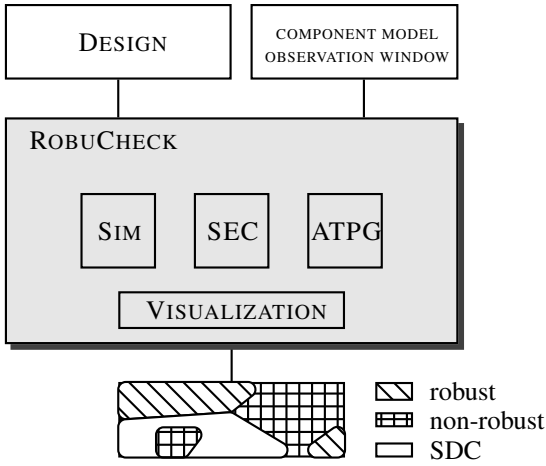 DESIGN
COMPONENT MODEL
OBSERVATION WINDOW
ROBUCHECK
SIM SEC ATPG
VISUALIZATION
robust
non-robust
SDC